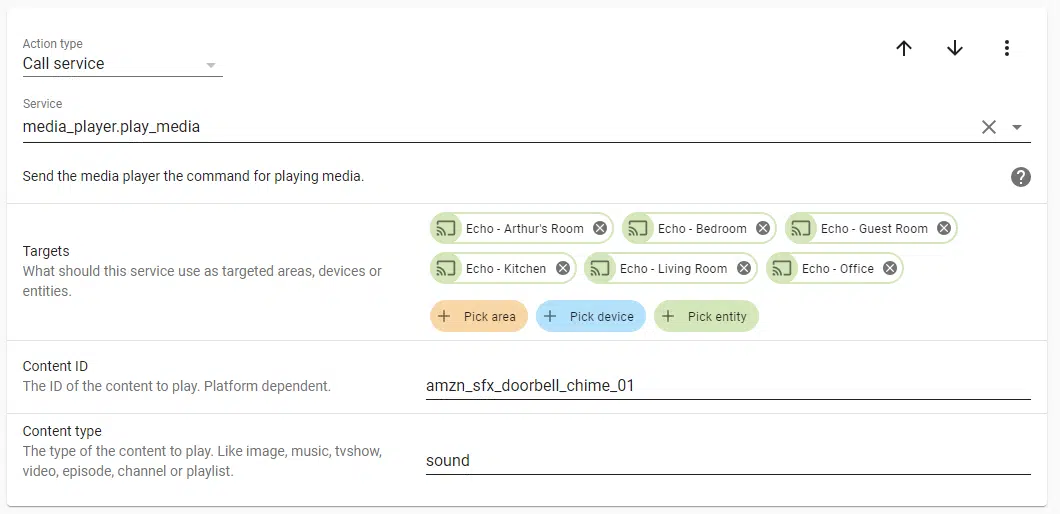 Action type
Call service
Service
media_player.play_media
Send the media player the command for playing media.
Targets
What should this service use as targeted areas, devices or
entities.
Echo - Arthur's Room
Echo - Bedroom
Echo - Guest Room
Echo - Kitchen
Echo - Living Room
Echo - Office
+ Pick area
+ Pick device
+ Pick entity
Content ID
The ID of the content to play. Platform dependent.
amzn_sfx_doorbell_chime_01
Content type
The type of the content to play. Like image, music, tvshow,
video, episode, channel or playlist.
sound